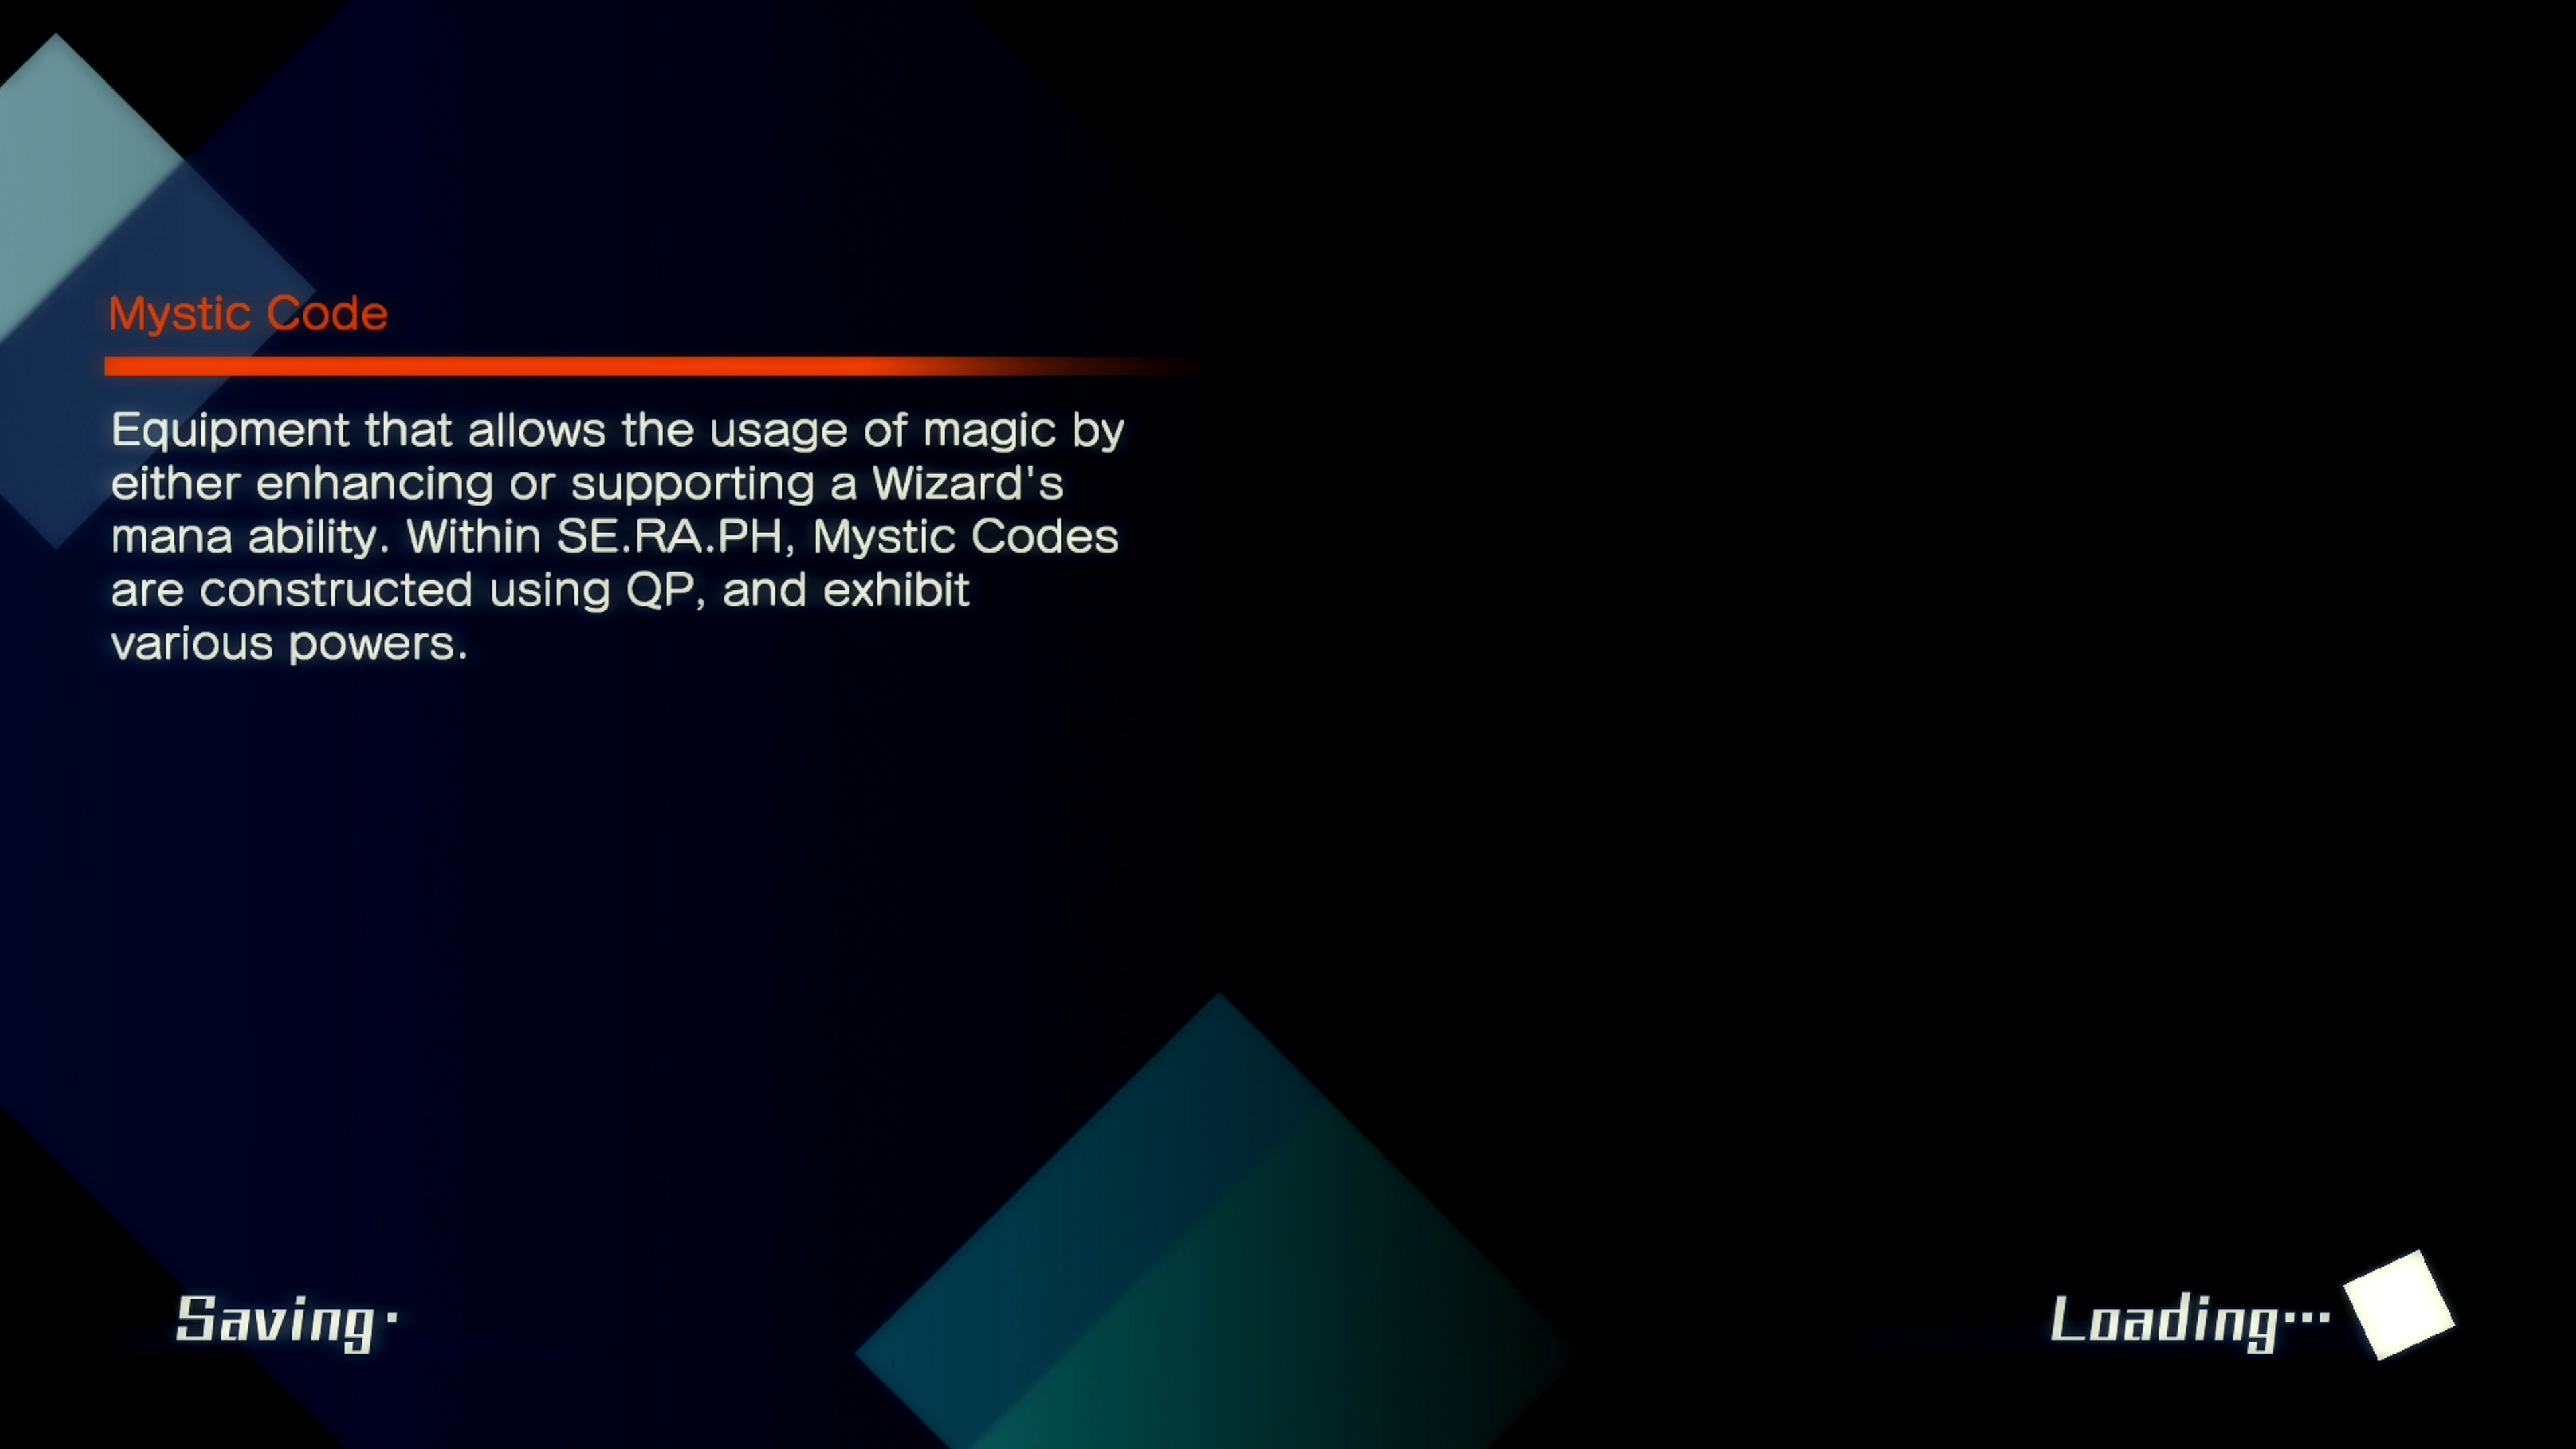 Mystic Code
Equipment that allows the usage of magic by
either enhancing or supporting a Wizard's
mana ability. Within SE.RA.PH, Mystic Codes
are constructed using QP, and exhibit
various powers.
Saving·
Loading···